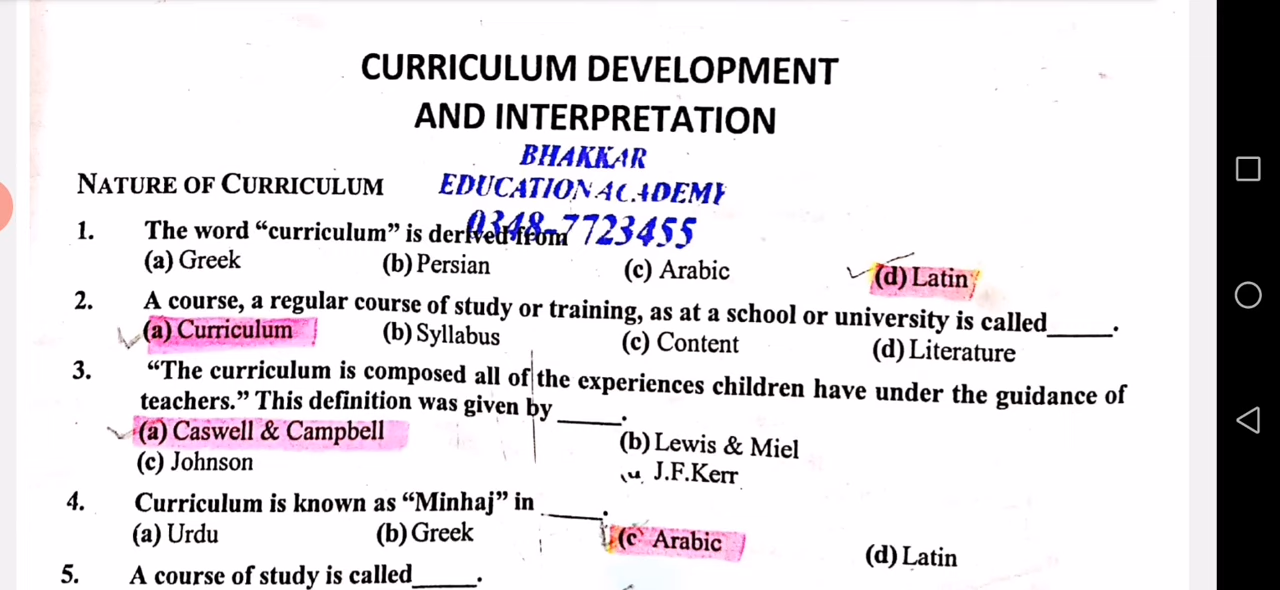 CURRICULUM DEVELOPMENT
AND INTERPRETATION
BHAKKAR
NATURE OF CURRICULUM EDUCATION ACADEMY
0348-7723455
1. The word “curriculum” is derived from
(a) Greek (b) Persian (c) Arabic (d) Latin
2. A course, a regular course of study or training, as at a school or university is called_____.
(a) Curriculum (b) Syllabus (c) Content (d) Literature
3. “The curriculum is composed all of the experiences children have under the guidance of
teachers.” This definition was given by _____.
(a) Caswell & Campbell (b) Lewis & Miel
(c) Johnson J.F.Kerr
4. Curriculum is known as “Minhaj” in _____.
(a) Urdu (b) Greek (c) Arabic (d) Latin
5. A course of study is called_____.